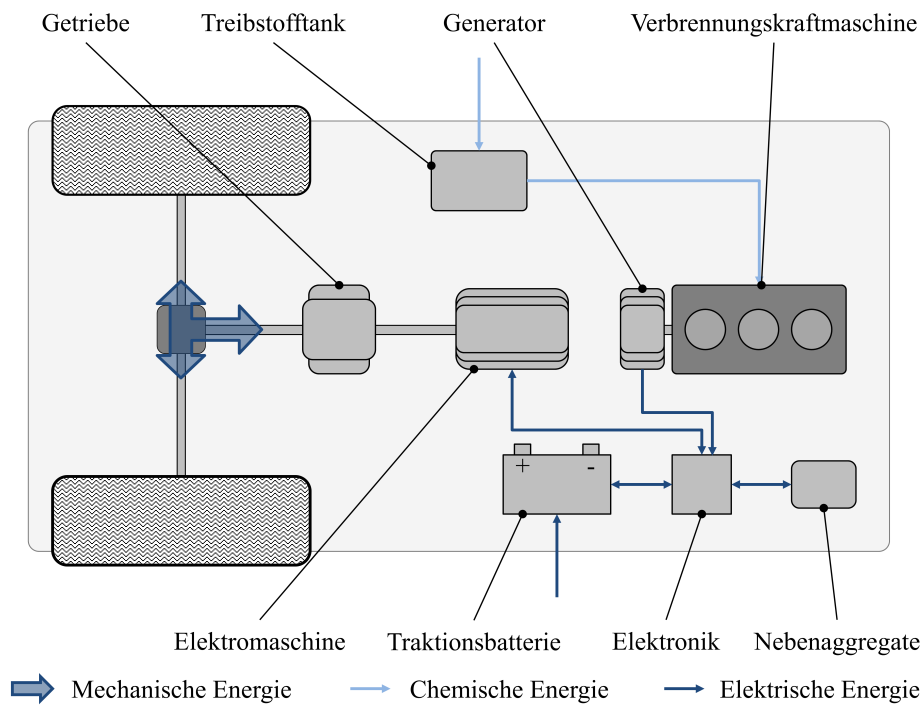 Getriebe Treibstofftank Generator Verbrennungskraftmaschine
+ -
Elektromaschine Traktionsbatterie Elektronik Nebenaggregate
Mechanische Energie Chemische Energie Elektrische Energie